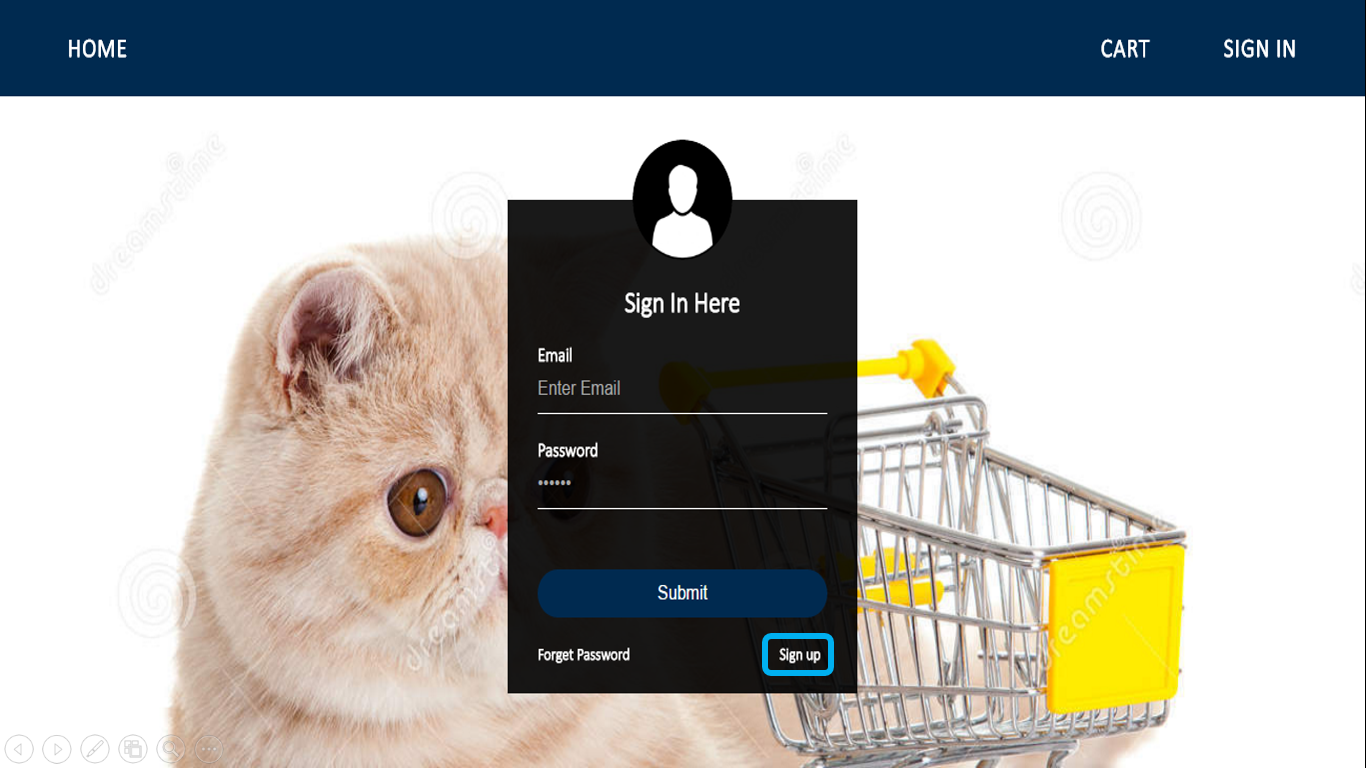 HOME
CART
SIGN IN
Sign In Here
Email
Enter Email
Password
••••••
Submit
Forget Password
Sign up
dreamstime
dreamstime
dreamstime
dreamstime